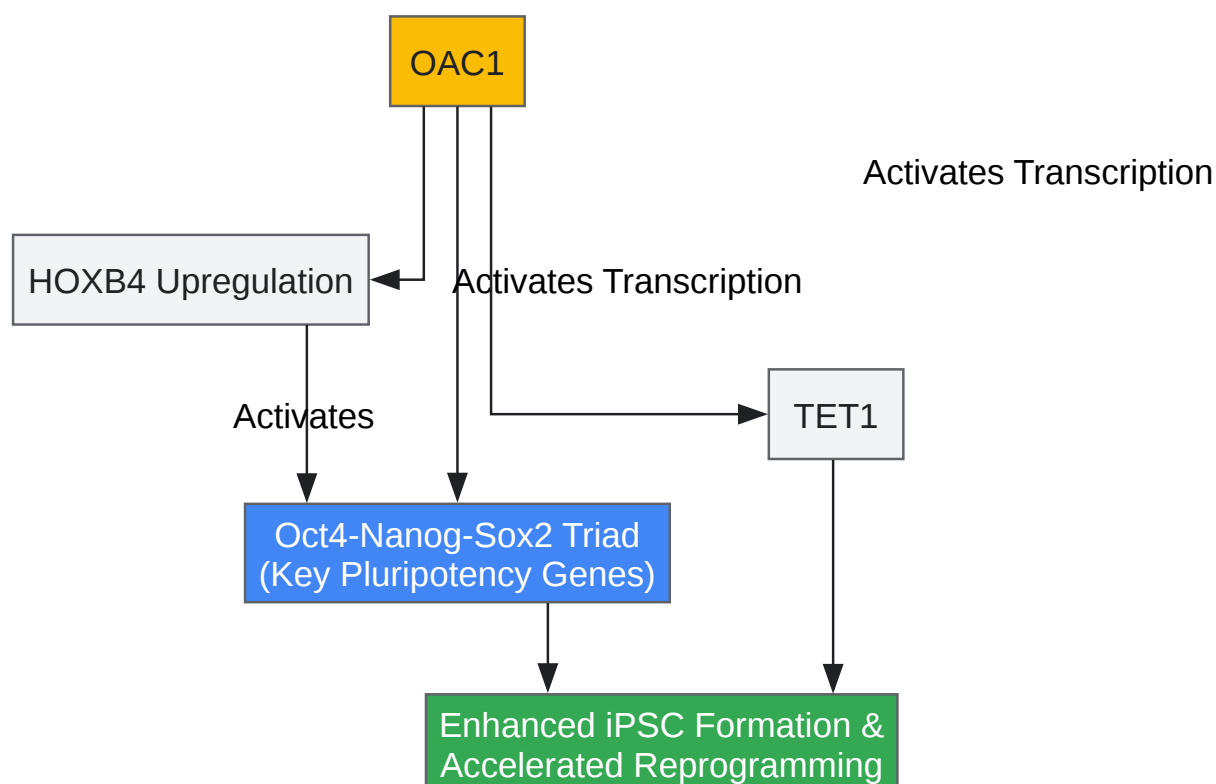 OAC1
Activates Transcription
HOXB4 Upregulation
Activates Transcription
Activates
TET1
Oct4-Nanog-Sox2 Triad
(Key Pluripotency Genes)
Enhanced iPSC Formation &
Accelerated Reprogramming